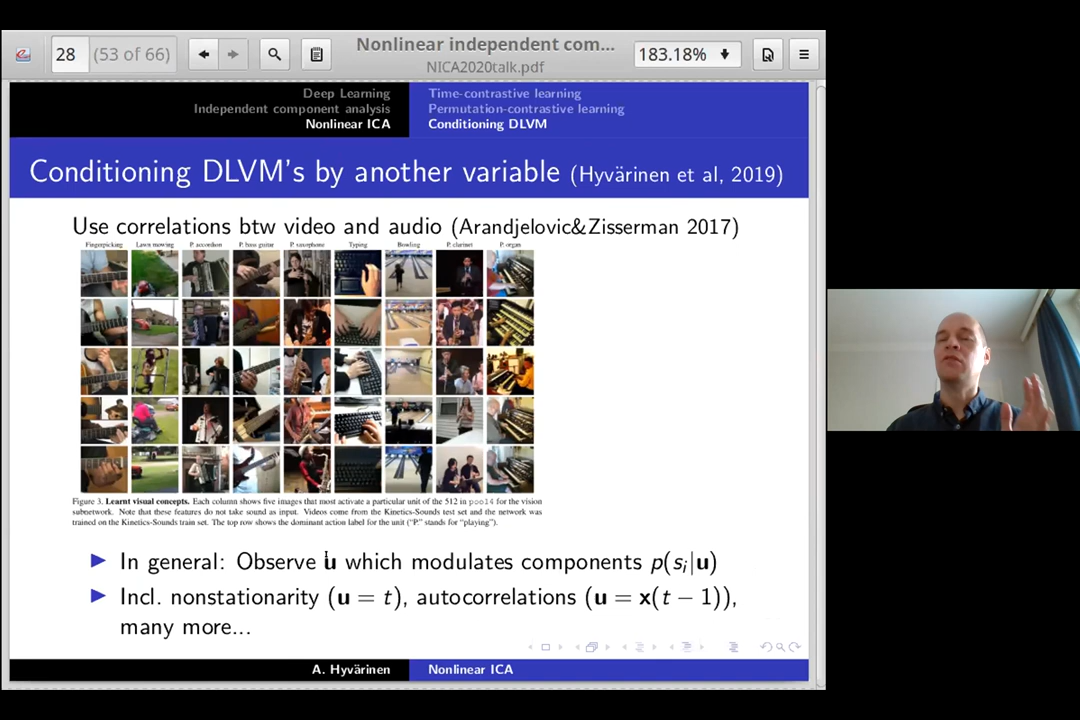 28 (53 of 66) Nonlinear independent com... 183.18%
NICA2020talk.pdf
Deep Learning
Independent component analysis
Nonlinear ICA
Time-contrastive learning
Permutation-contrastive learning
Conditioning DLVM
Conditioning DLVM's by another variable (Hyvärinen et al, 2019)
Use correlations btw video and audio (Arandjelovic&Zisserman 2017)
Fingerpicking Lawn mowing P. accordion P. bass guitar P. saxophone Typing Bowling P. clarinet P. organ
Figure 3. Learnt visual concepts. Each column shows five images that most activate a particular unit of the 512 in pool4 for the vision
subnetwork. Note that these features do not take sound as input. Videos come from the Kinetics-Sounds test set and the network was
trained on the Kinetics-Sounds train set. The top row shows the dominant action label for the unit ("P." stands for "playing").
▶ In general: Observe u which modulates components p(sᵢ|u)
▶ Incl. nonstationarity (u = t), autocorrelations (u = x(t − 1)),
many more...
A. Hyvärinen Nonlinear ICA